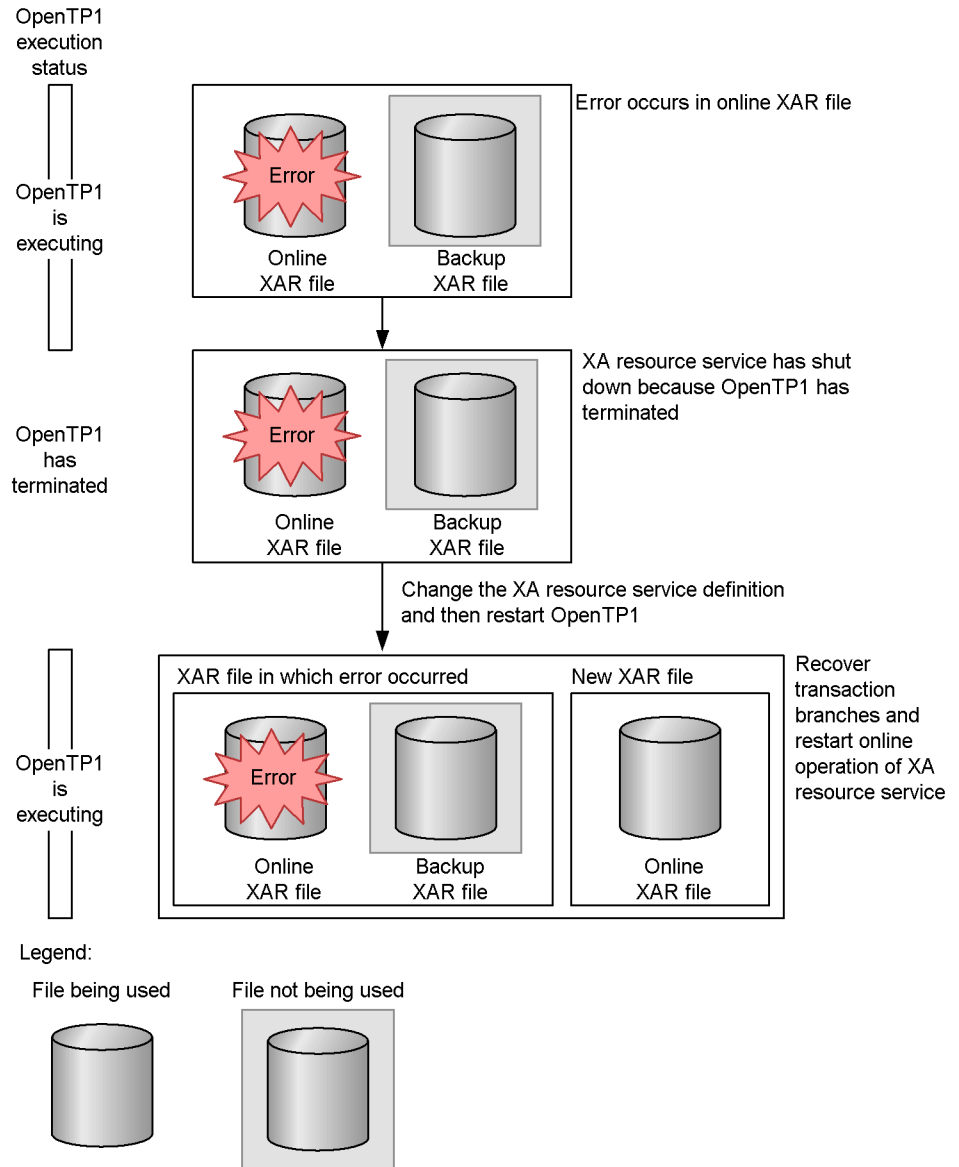 OpenTP1
execution
status
OpenTP1
is
executing
Error occurs in online XAR file
Error
Online
XAR file
Backup
XAR file
OpenTP1
has
terminated
XA resource service has shut
down because OpenTP1 has
terminated
Error
Online
XAR file
Backup
XAR file
Change the XA resource service definition
and then restart OpenTP1
OpenTP1
is
executing
XAR file in which error occurred
Error
Online
XAR file
Backup
XAR file
New XAR file
Online
XAR file
Recover
transaction
branches and
restart online
operation of XA
resource service
Legend:
File being used
File not being used